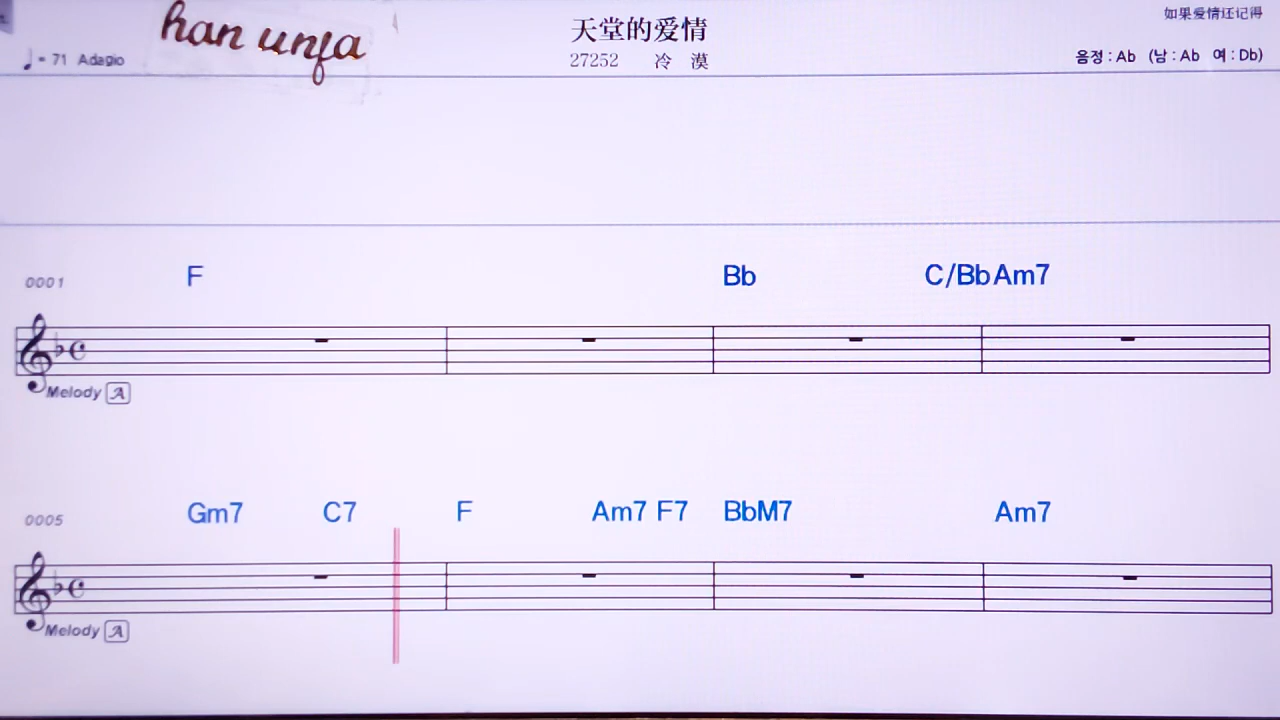 han unja
天堂的爱情
如果爱情还记得
♩= 71 Adagio
27252 冷 漠
음정 : Ab (남 : Ab 여 : Db)
0001 F Bb C/Bb Am7
Melody A
0005 Gm7 C7 F Am7 F7 BbM7 Am7
Melody A